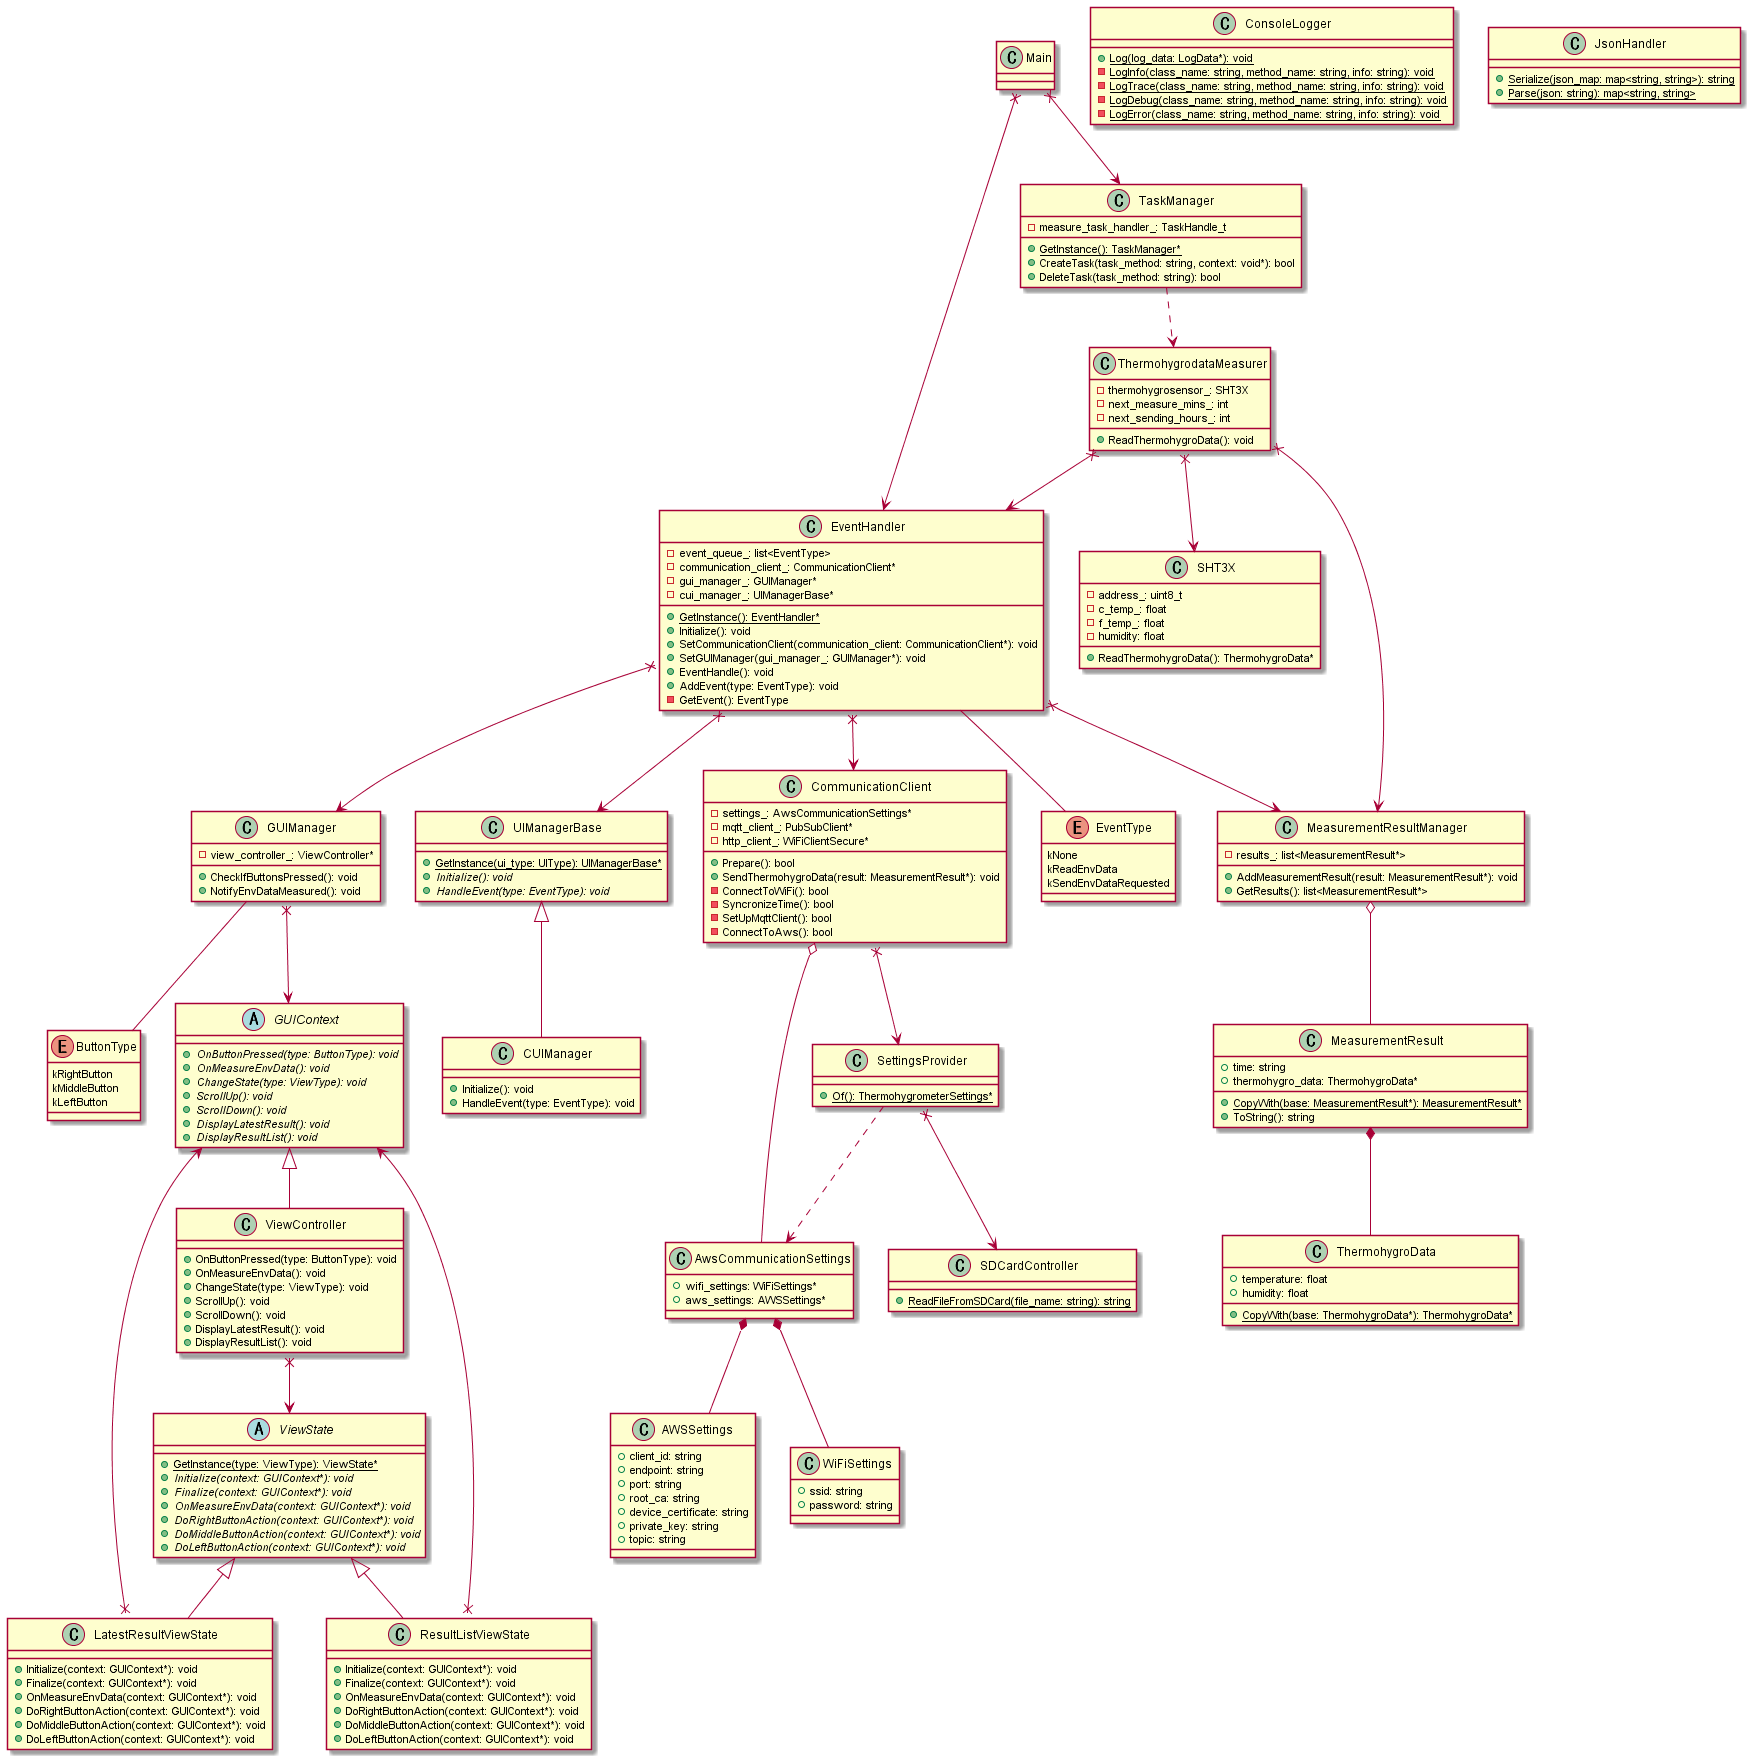 C Main
C ConsoleLogger
Log(log_data: LogData*): void
LogInfo(class_name: string, method_name: string, info: string): void
LogTrace(class_name: string, method_name: string, info: string): void
LogDebug(class_name: string, method_name: string, info: string): void
LogError(class_name: string, method_name: string, info: string): void
C JsonHandler
Serialize(json_map: map<string, string>): string
Parse(json: string): map<string, string>
C TaskManager
measure_task_handler_: TaskHandle_t
GetInstance(): TaskManager*
CreateTask(task_method: string, context: void*): bool
DeleteTask(task_method: string): bool
C ThermohygrodataMeasurer
thermohygrosensor_: SHT3X
next_measure_mins_: int
next_sending_hours_: int
ReadThermohygroData(): void
C EventHandler
event_queue_: list<EventType>
communication_client_: CommunicationClient*
gui_manager_: GUIManager*
cui_manager_: UIManagerBase*
GetInstance(): EventHandler*
Initialize(): void
SetCommunicationClient(communication_client: CommunicationClient*): void
SetGUIManager(gui_manager_: GUIManager*): void
EventHandle(): void
AddEvent(type: EventType): void
GetEvent(): EventType
C SHT3X
address_: uint8_t
c_temp_: float
f_temp_: float
humidity: float
ReadThermohygroData(): ThermohygroData*
C GUIManager
view_controller_: ViewController*
CheckIfButtonsPressed(): void
NotifyEnvDataMeasured(): void
C UIManagerBase
GetInstance(ui_type: UIType): UIManagerBase*
Initialize(): void
HandleEvent(type: EventType): void
C CommunicationClient
settings_: AwsCommunicationSettings*
mqtt_client_: PubSubClient*
http_client_: WiFiClientSecure*
Prepare(): bool
SendThermohygroData(result: MeasurementResult*): void
ConnectToWiFi(): bool
SyncronizeTime(): bool
SetUpMqttClient(): bool
ConnectToAws(): bool
E EventType
kNone
kReadEnvData
kSendEnvDataRequested
C MeasurementResultManager
results_: list<MeasurementResult*>
AddMeasurementResult(result: MeasurementResult*): void
GetResults(): list<MeasurementResult*>
E ButtonType
kRightButton
kMiddleButton
kLeftButton
A GUIContext
OnButtonPressed(type: ButtonType): void
OnMeasureEnvData(): void
ChangeState(type: ViewType): void
ScrollUp(): void
ScrollDown(): void
DisplayLatestResult(): void
DisplayResultList(): void
C CUIManager
Initialize(): void
HandleEvent(type: EventType): void
C SettingsProvider
Of(): ThermohygrometerSettings*
C MeasurementResult
time: string
thermohygro_data: ThermohygroData*
CopyWith(base: MeasurementResult*): MeasurementResult*
ToString(): string
C ViewController
OnButtonPressed(type: ButtonType): void
OnMeasureEnvData(): void
ChangeState(type: ViewType): void
ScrollUp(): void
ScrollDown(): void
DisplayLatestResult(): void
DisplayResultList(): void
C AwsCommunicationSettings
wifi_settings: WiFiSettings*
aws_settings: AWSSettings*
C SDCardController
ReadFileFromSDCard(file_name: string): string
C ThermohygroData
temperature: float
humidity: float
CopyWith(base: ThermohygroData*): ThermohygroData*
A ViewState
GetInstance(type: ViewType): ViewState*
Initialize(context: GUIContext*): void
Finalize(context: GUIContext*): void
OnMeasureEnvData(context: GUIContext*): void
DoRightButtonAction(context: GUIContext*): void
DoMiddleButtonAction(context: GUIContext*): void
DoLeftButtonAction(context: GUIContext*): void
C AWSSettings
client_id: string
endpoint: string
port: string
root_ca: string
device_certificate: string
private_key: string
topic: string
C WiFiSettings
ssid: string
password: string
C LatestResultViewState
Initialize(context: GUIContext*): void
Finalize(context: GUIContext*): void
OnMeasureEnvData(context: GUIContext*): void
DoRightButtonAction(context: GUIContext*): void
DoMiddleButtonAction(context: GUIContext*): void
DoLeftButtonAction(context: GUIContext*): void
C ResultListViewState
Initialize(context: GUIContext*): void
Finalize(context: GUIContext*): void
OnMeasureEnvData(context: GUIContext*): void
DoRightButtonAction(context: GUIContext*): void
DoMiddleButtonAction(context: GUIContext*): void
DoLeftButtonAction(context: GUIContext*): void